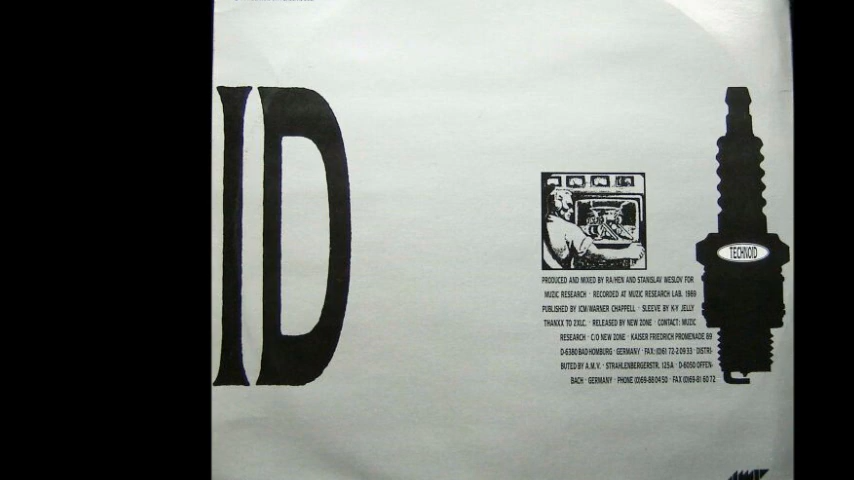 ID
TECHNOID
PRODUCED AND MIXED BY RA/HEN AND STANISLAV WESLOV FOR
MUZIC RESEARCH · RECORDED AT MUZIC RESEARCH LAB. 1989
PUBLISHED BY ICM/WARNER CHAPPELL · SLEEVE BY K-Y JELLY
THANXX TO 2XLC. · RELEASED BY NEW ZONE · CONTACT: MUZIC
RESEARCH · C/O NEW ZONE · KAISER FRIEDRICH PROMENADE 89
D-6380 BAD HOMBURG · GERMANY · FAX: (0)61 72-2 09 33 · DISTRI-
BUTED BY A.M.V. · STRAHLENBERGERSTR. 125A · D-6050 OFFEN-
BACH · GERMANY · PHONE (0)69-88 04 50 · FAX (0)69-81 60 72